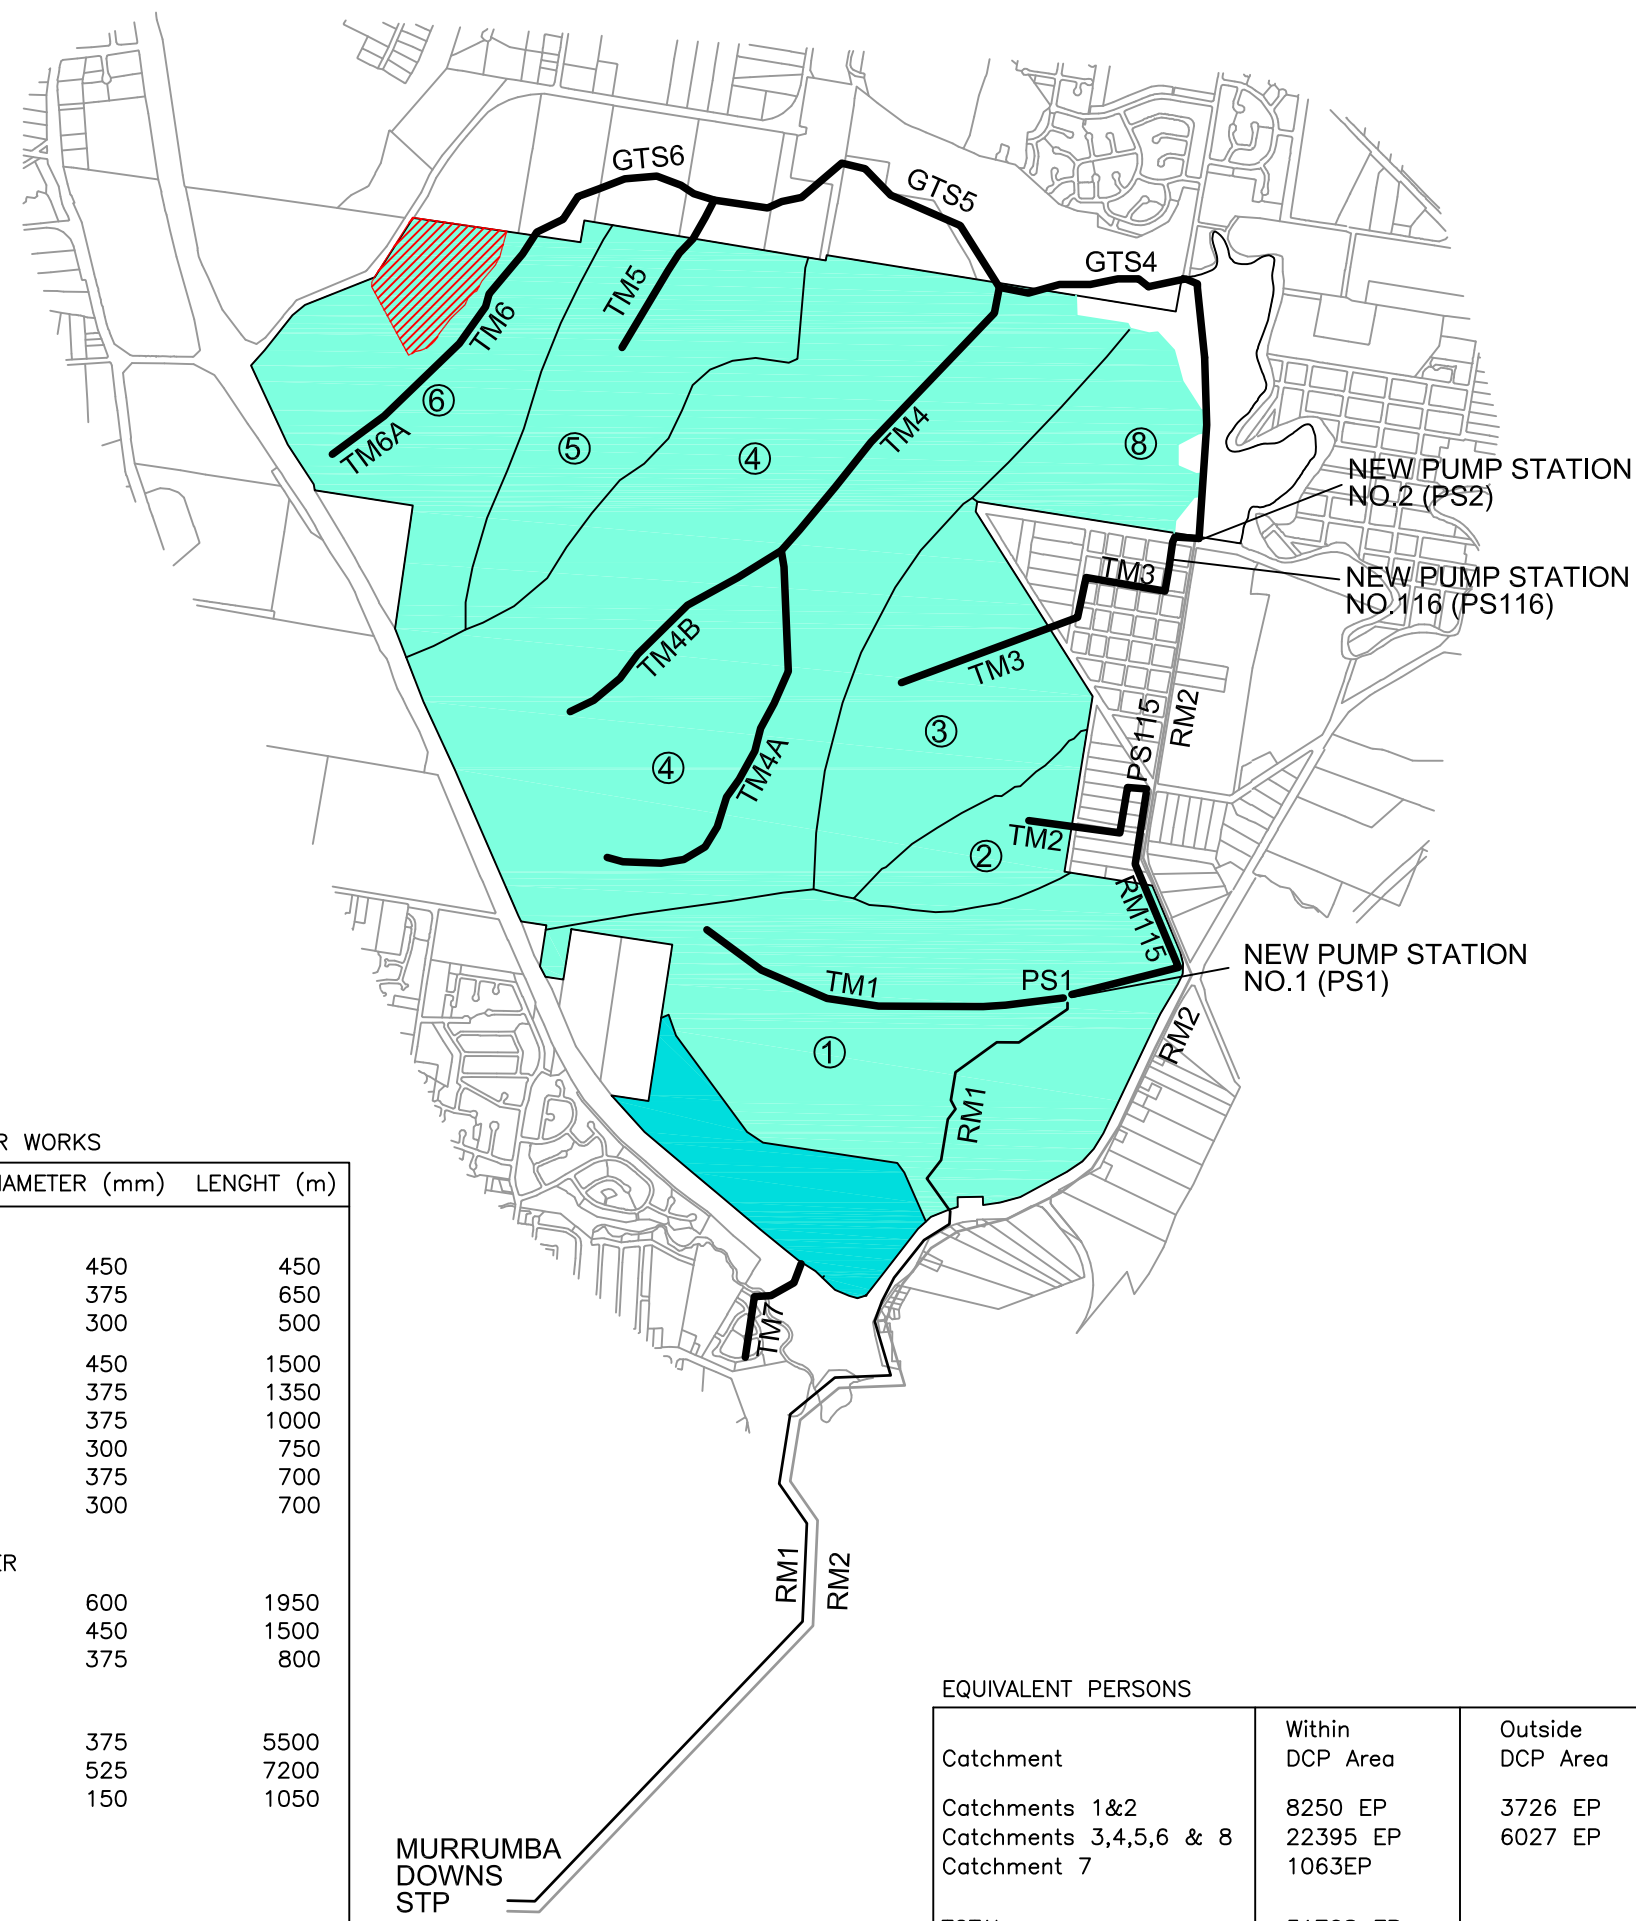 GTS6
GTS5
GTS4
TM5
TM6
TM6A
⑥
⑤
④
TM4
⑧
NEW PUMP STATION
NO.2 (PS2)
NEW PUMP STATION
NO.116 (PS116)
TM3
TM3
TM4B
TM4A
④
③
②
TM2
PS115
RM2
RM115
NEW PUMP STATION
NO.1 (PS1)
TM1
PS1
①
RM1
RM2
TM7
RM1
RM2
MURRUMBA
DOWNS
STP
WORKS
(mm) LENGHT (m)
450 450
375 650
300 500
450 1500
375 1350
375 1000
300 750
375 700
300 700
600 1950
450 1500
375 800
375 5500
525 7200
150 1050
EQUIVALENT PERSONS
Within Outside
Catchment DCP Area DCP Area
Catchments 1&2 8250 EP 3726 EP
Catchments 3,4,5,6 & 8 22395 EP 6027 EP
Catchment 7 1063EP